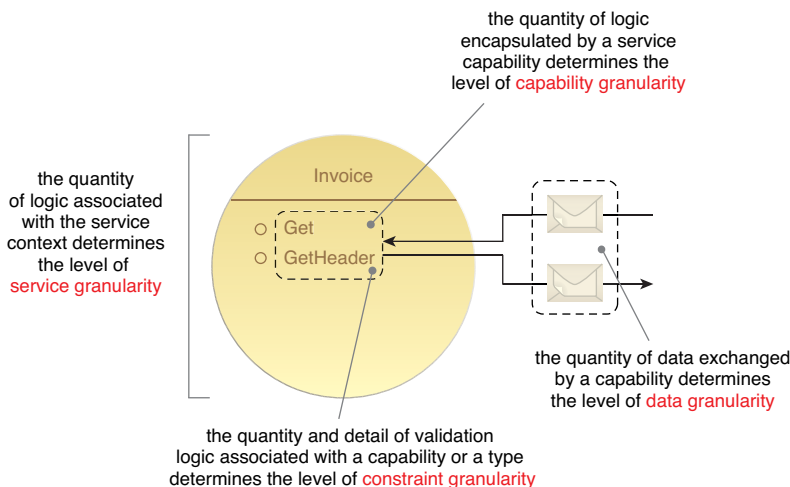 the quantity of logic
encapsulated by a service
capability determines the
level of capability granularity
the quantity
of logic associated
with the service
context determines
the level of
service granularity
Invoice
Get
GetHeader
the quantity of data exchanged
by a capability determines
the level of data granularity
the quantity and detail of validation
logic associated with a capability or a type
determines the level of constraint granularity